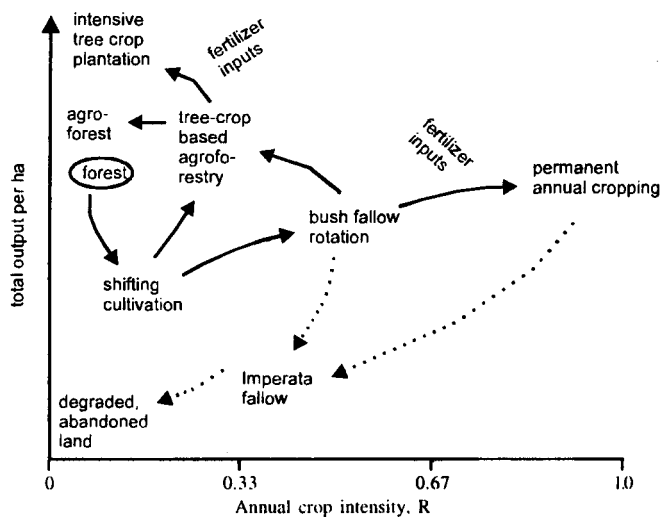 intensive
tree crop
plantation
fertilizer
inputs
agro-
forest
tree-crop
based
agrofo-
restry
forest
fertilizer
inputs
permanent
annual cropping
bush fallow
rotation
shifting
cultivation
Imperata
fallow
degraded,
abandoned
land
total output per ha
0
0.33
0.67
1.0
Annual crop intensity, R